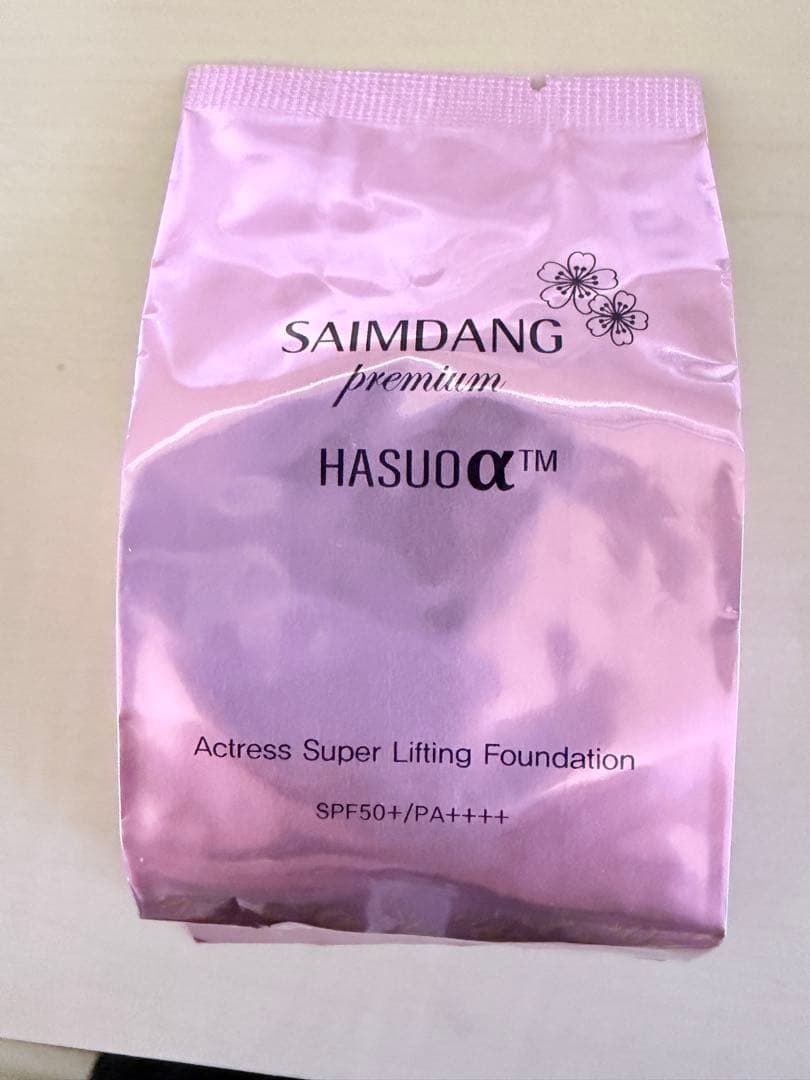 SAIMDANG
premium
HASUOα™
Actress Super Lifting Foundation
SPF50+/PA++++